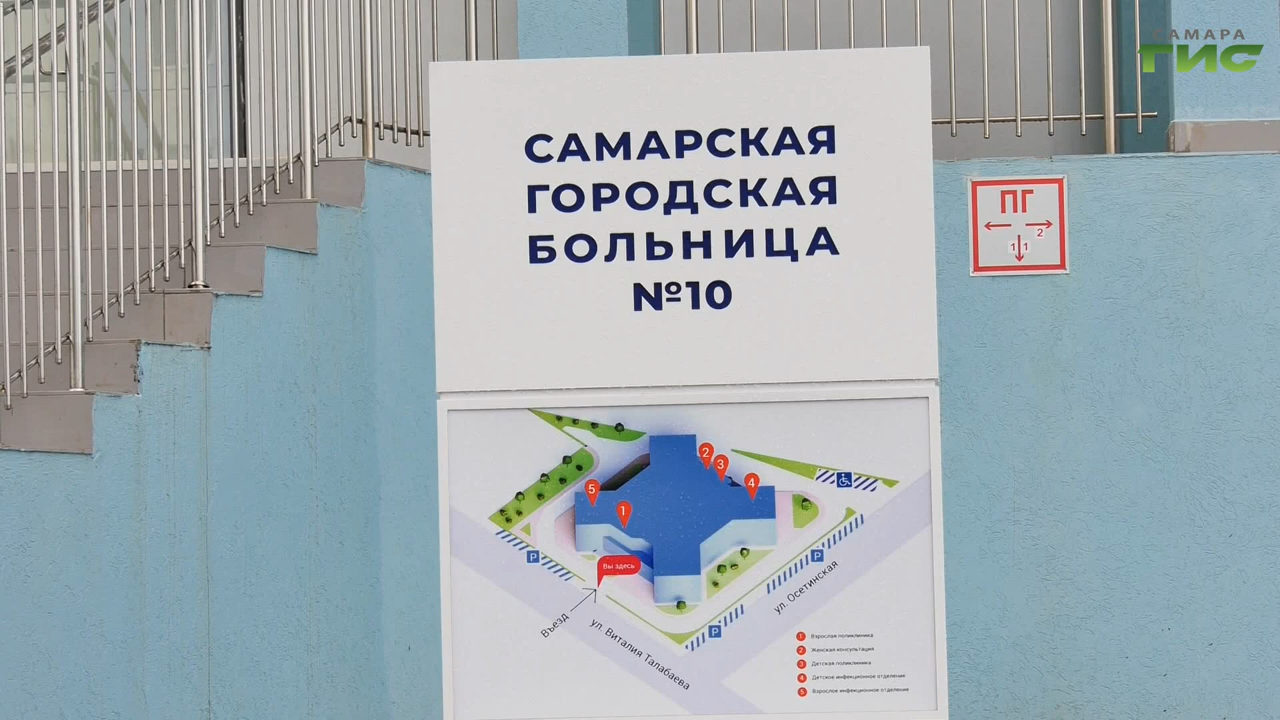 САМАРА
ГИС
САМАРСКАЯ
ГОРОДСКАЯ
БОЛЬНИЦА
№10
ПГ
2
1 1
2
3
4
5
1
P
Вы здесь
P
P
Въезд
ул. Виталия Талабаева
ул. Осетинская
1 Взрослая поликлиника
2 Женская консультация
3 Детская поликлиника
4 Детское инфекционное отделение
5 Взрослое инфекционное отделение